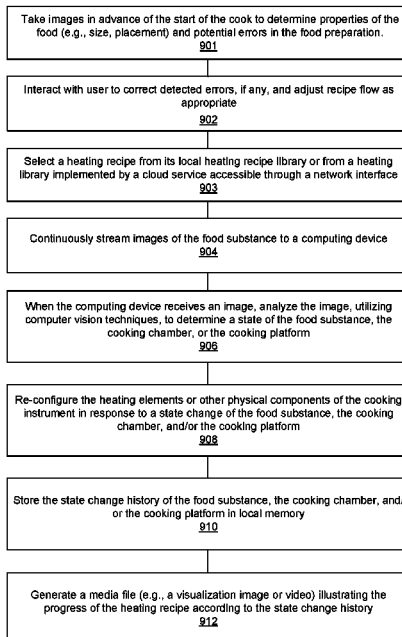 Take images in advance of the start of the cook to determine properties of the
food (e.g., size, placement) and potential errors in the food preparation.
901
Interact with user to correct detected errors, if any, and adjust recipe flow as
appropriate
902
Select a heating recipe from its local heating recipe library or from a heating
library implemented by a cloud service accessible through a network interface
903
Continuously stream images of the food substance to a computing device
904
When the computing device receives an image, analyze the image, utilizing
computer vision techniques, to determine a state of the food substance, the
cooking chamber, or the cooking platform
906
Re-configure the heating elements or other physical components of the cooking
instrument in response to a state change of the food substance, the cooking
chamber, and/or the cooking platform
908
Store the state change history of the food substance, the cooking chamber, and/
or the cooking platform in local memory
910
Generate a media file (e.g., a visualization image or video) illustrating the
progress of the heating recipe according to the state change history
912